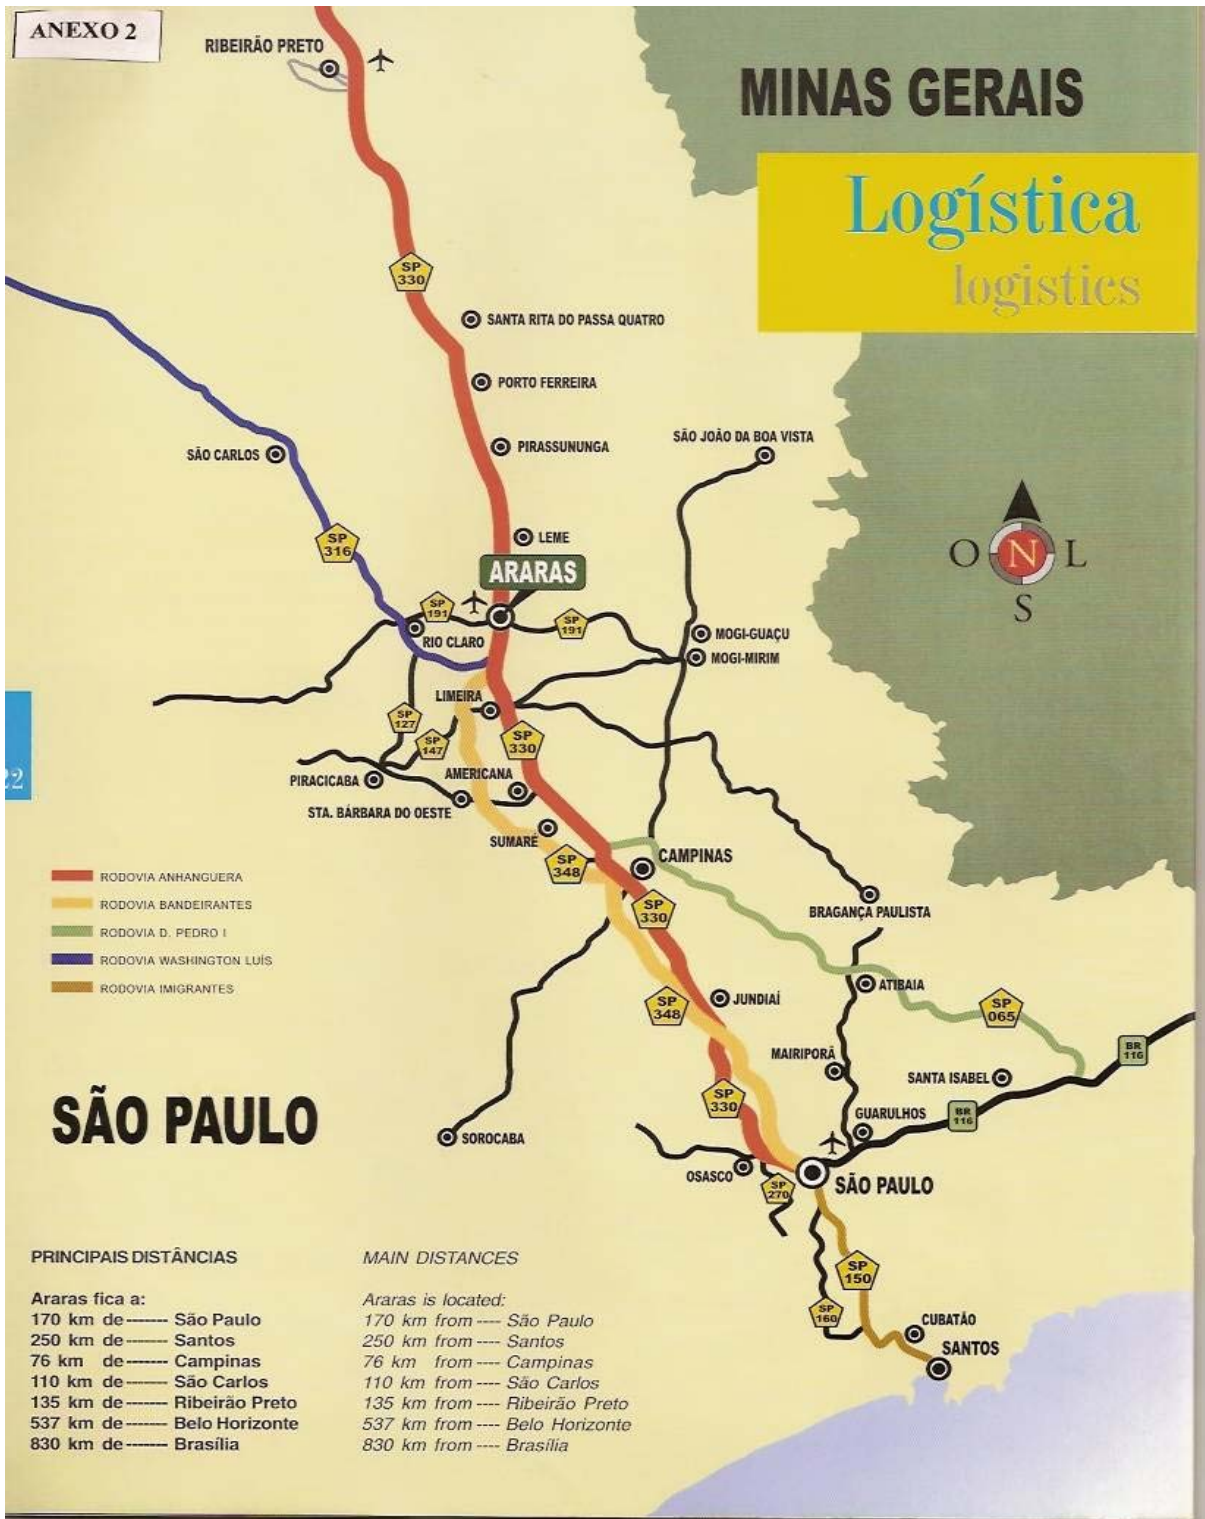 ANEXO 2
RIBEIRÃO PRETO
MINAS GERAIS
Logística
logistics
SP
330
SANTA RITA DO PASSA QUATRO
PORTO FERREIRA
SÃO JOÃO DA BOA VISTA
PIRASSUNUNGA
SÃO CARLOS
SP
316
LEME
ARARAS
O N L
S
SP
191
SP
191
RIO CLARO
MOGI-GUAÇU
MOGI-MIRIM
LIMEIRA
SP
127
SP
147
SP
330
22
PIRACICABA
AMERICANA
STA. BÁRBARA DO OESTE
SUMARÉ
SP
348
CAMPINAS
RODOVIA ANHANGUERA
RODOVIA BANDEIRANTES
RODOVIA D. PEDRO I
RODOVIA WASHINGTON LUÍS
RODOVIA IMIGRANTES
SP
330
BRAGANÇA PAULISTA
ATIBAIA
SP
348
JUNDIAÍ
SP
065
BR
116
MAIRIPORÃ
SANTA ISABEL
SP
330
GUARULHOS
BR
116
SÃO PAULO
SOROCABA
OSASCO
SP
270
SÃO PAULO
SP
150
SP
160
CUBATÃO
SANTOS
PRINCIPAIS DISTÂNCIAS
Araras fica a:
170 km de ------- São Paulo
250 km de ------- Santos
76 km de ------- Campinas
110 km de ------- São Carlos
135 km de ------- Ribeirão Preto
537 km de ------- Belo Horizonte
830 km de ------- Brasília
MAIN DISTANCES
Araras is located:
170 km from ---- São Paulo
250 km from ---- Santos
76 km from ---- Campinas
110 km from ---- São Carlos
135 km from ---- Ribeirão Preto
537 km from ---- Belo Horizonte
830 km from ---- Brasília